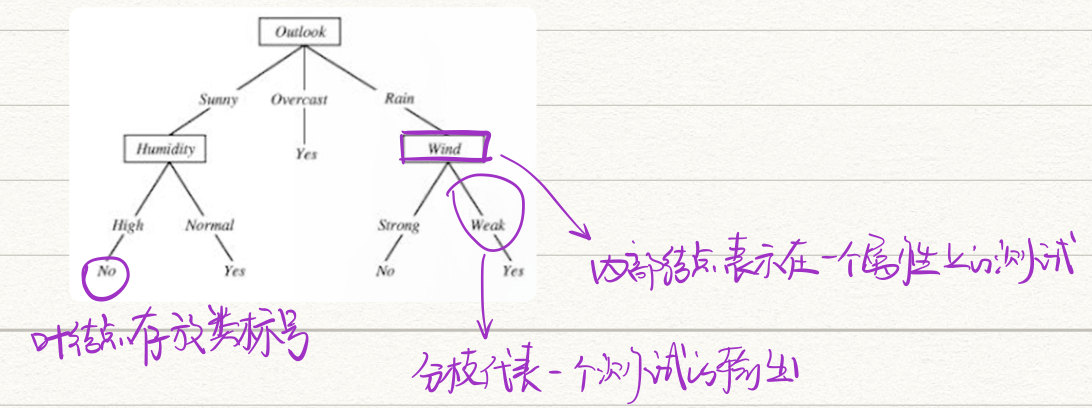 Outlook
Sunny Overcast Rain
Humidity Yes Wind
High Normal Strong Weak
No Yes No Yes
内部结点表示在一个属性上的测试
叶结点存放类标号
分枝代表一个测试的输出